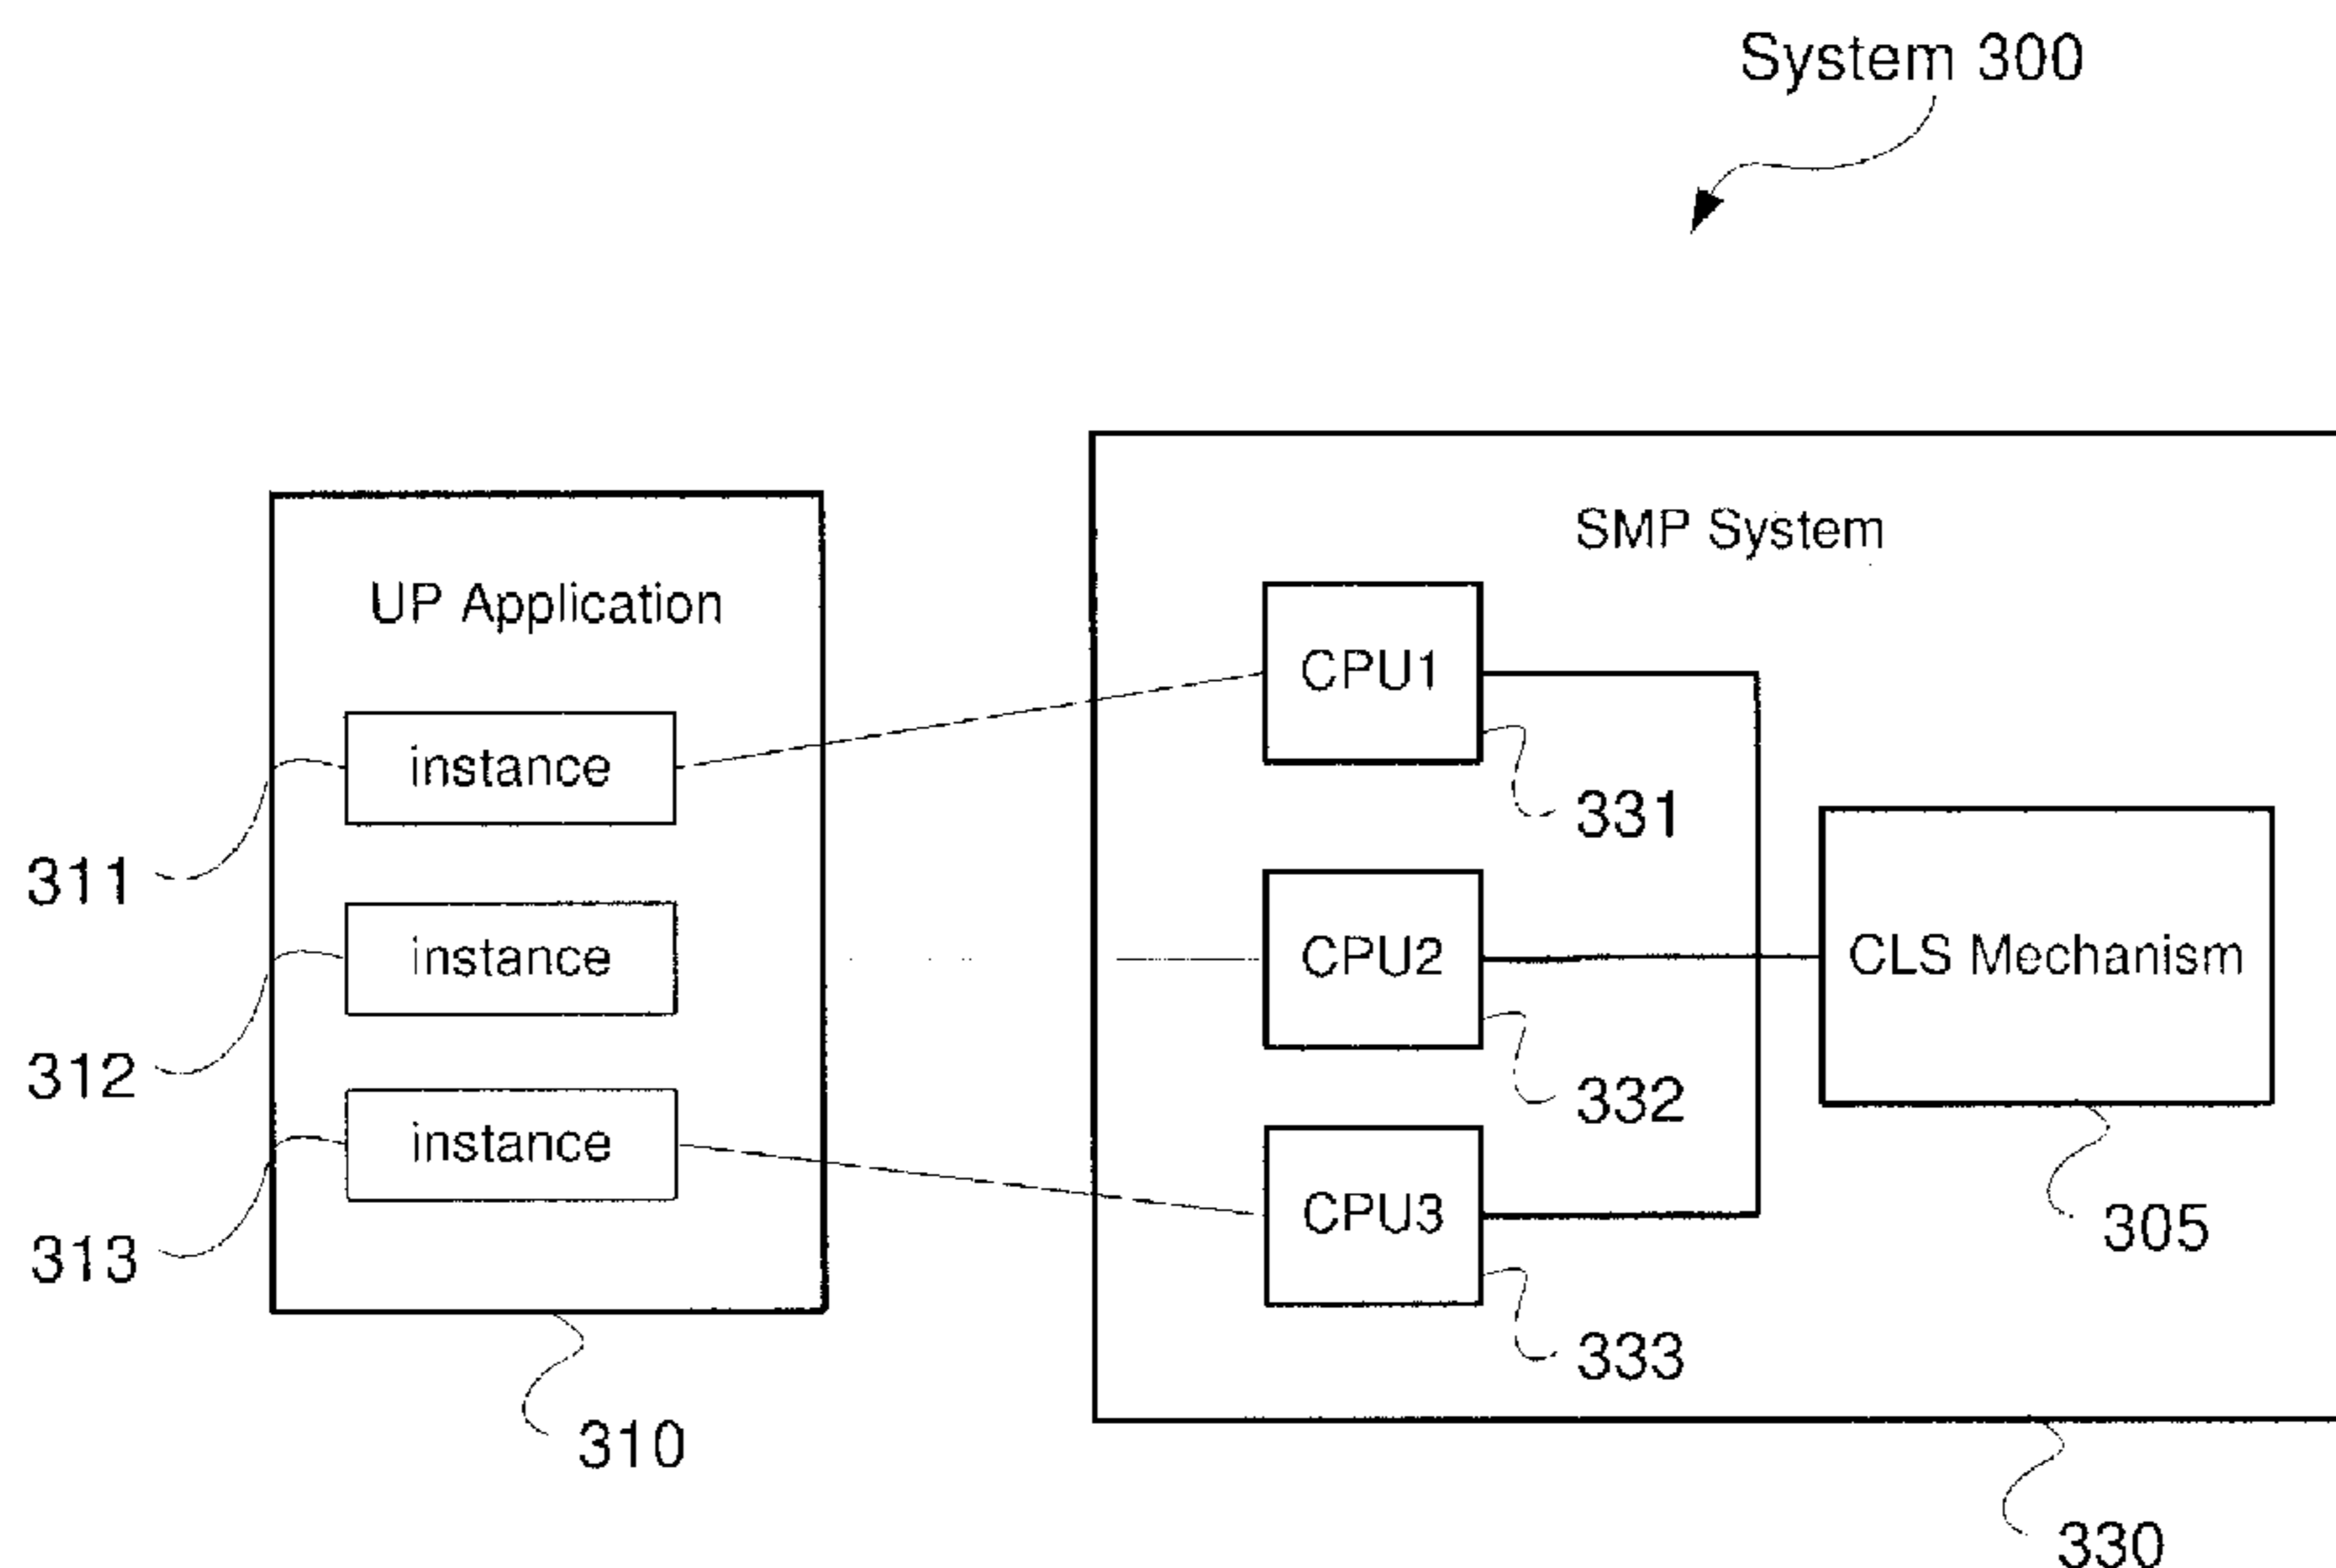 System 300
SMP System
UP Application
CPU1
instance
331
311
CPU2
CLS Mechanism
instance
332
312
CPU3
instance
305
313
333
310
330